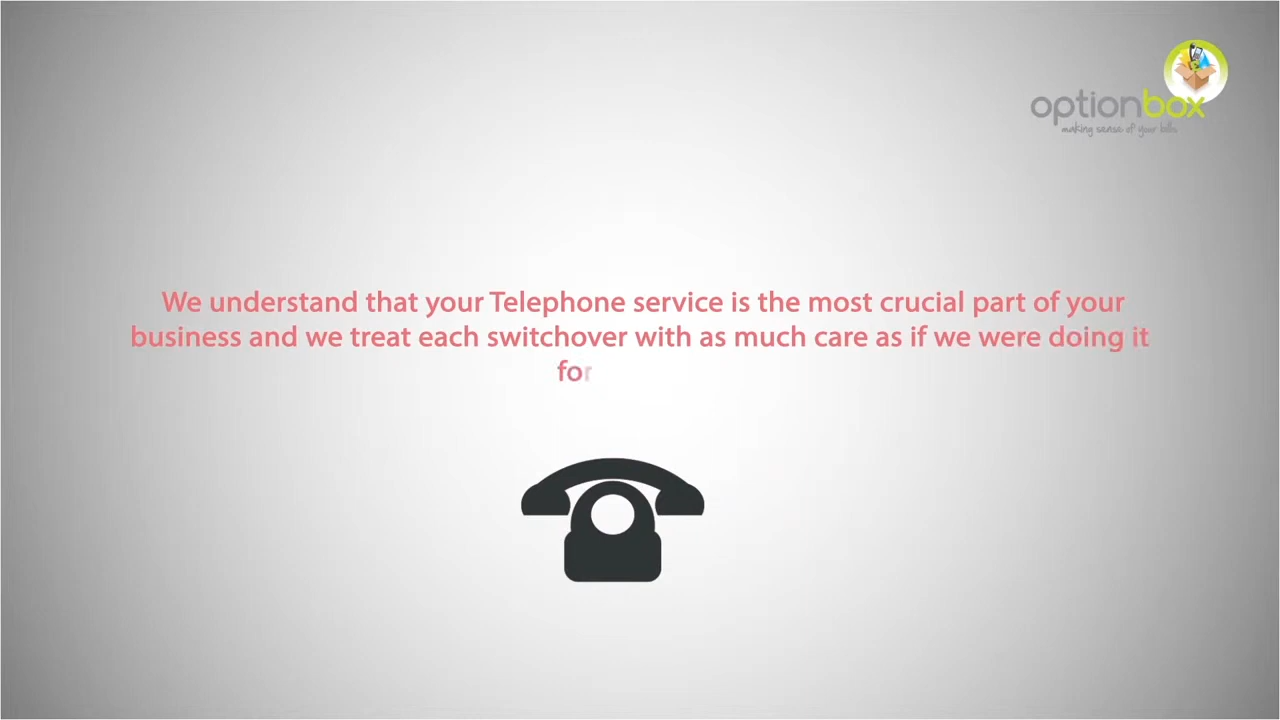 optionbox
making sense of your bills
We understand that your Telephone service is the most crucial part of your
business and we treat each switchover with as much care as if we were doing it
for